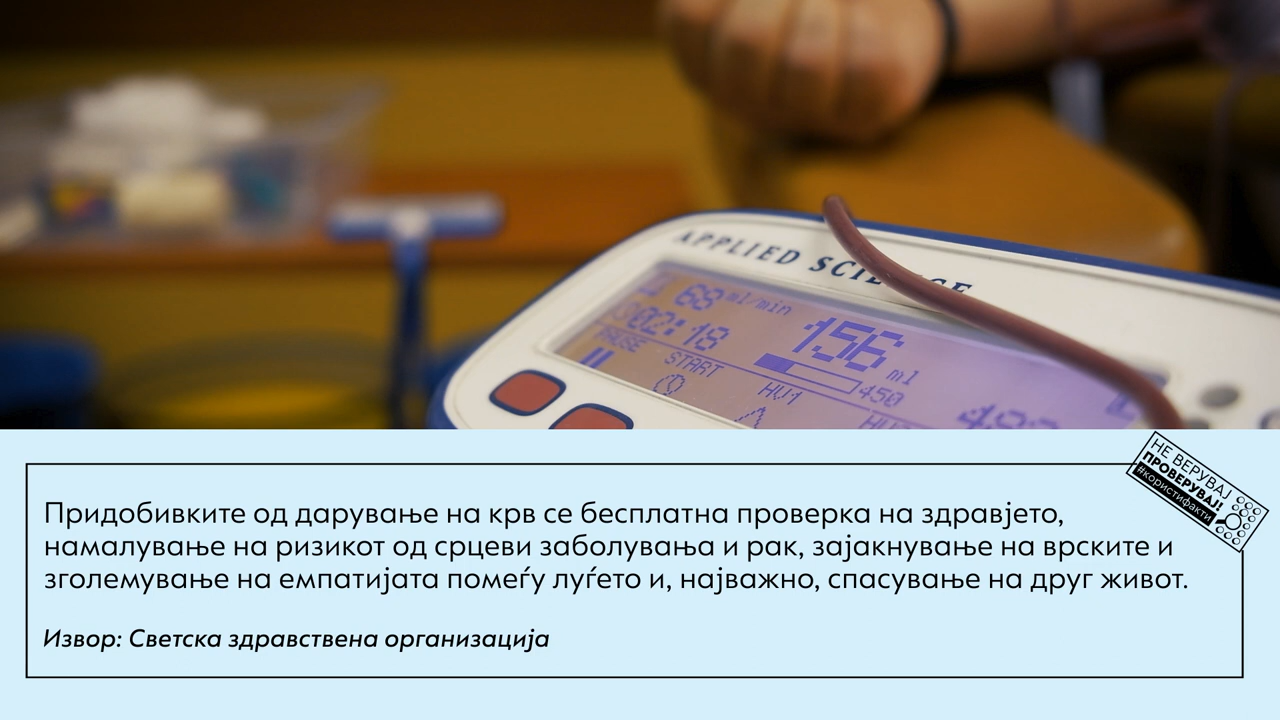 APPLIED SCIENCE
68 ml/min
156 ml
02:18
450
PAUSE
START
HU1
НЕ ВЕРУВАЈ
ПРОВЕРУВАЈ!
#користифакти
Придобивките од дарување на крв се бесплатна проверка на здравјето,
намалување на ризикот од срцеви заболувања и рак, зајакнување на врските и
зголемување на емпатијата помеѓу луѓето и, најважно, спасување на друг живот.
Извор: Светска здравствена организација